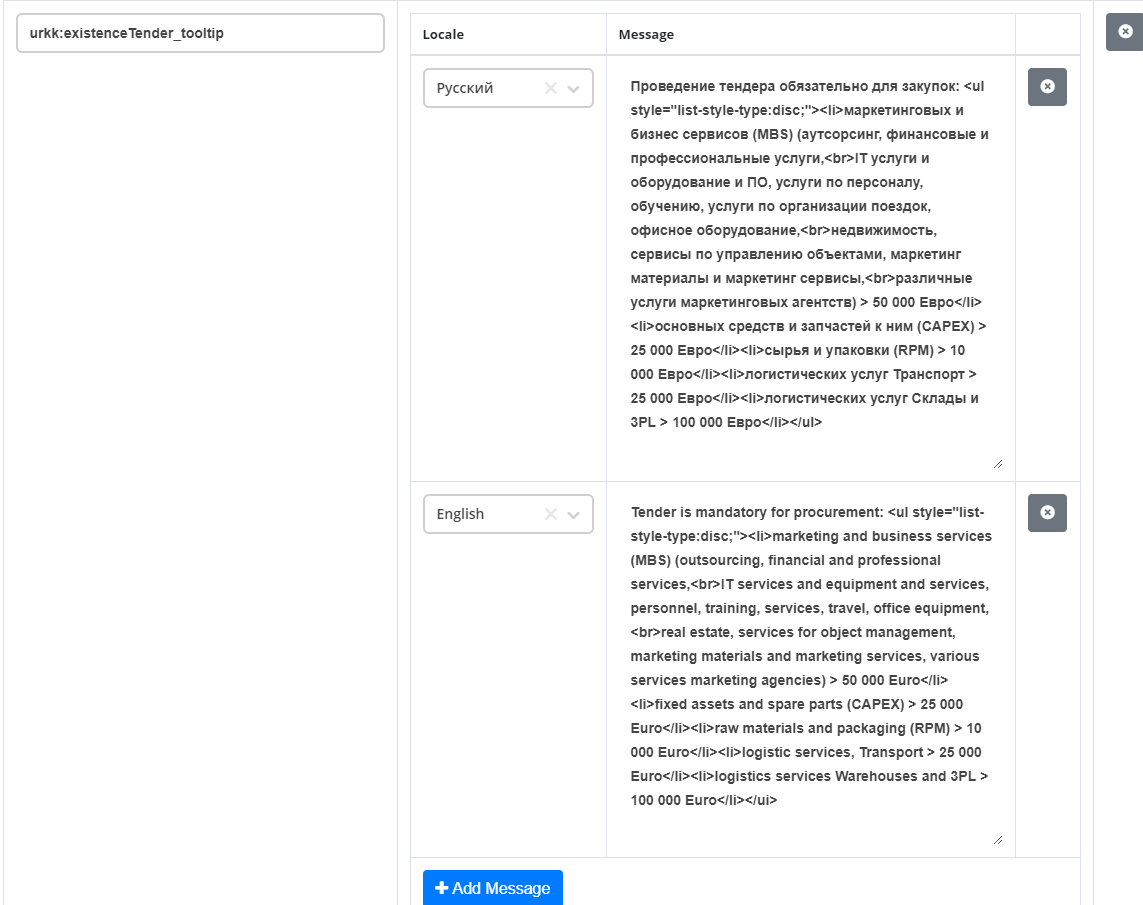 urkk:existenceTender_tooltip
Locale
Message
Русский
Проведение тендера обязательно для закупок: <ul
style="list-style-type:disc;"><li>маркетинговых и
бизнес сервисов (MBS) (аутсорсинг, финансовые и
профессиональные услуги,<br>IT услуги и
оборудование и ПО, услуги по персоналу,
обучению, услуги по организации поездок,
офисное оборудование,<br>недвижимость,
сервисы по управлению объектами, маркетинг
материалы и маркетинг сервисы,<br>различные
услуги маркетинговых агентств) > 50 000 Евро</li>
<li>основных средств и запчастей к ним (CAPEX) >
25 000 Евро</li><li>сырья и упаковки (RPM) > 10
000 Евро</li><li>логистических услуг Транспорт >
25 000 Евро</li><li>логистических услуг Склады и
3PL > 100 000 Евро</li></ul>
English
Tender is mandatory for procurement: <ul style="list-
style-type:disc;"><li>marketing and business services
(MBS) (outsourcing, financial and professional
services,<br>IT services and equipment and services,
personnel, training, services, travel, office equipment,
<br>real estate, services for object management,
marketing materials and marketing services, various
services marketing agencies) > 50 000 Euro</li>
<li>fixed assets and spare parts (CAPEX) > 25 000
Euro</li><li>raw materials and packaging (RPM) > 10
000 Euro</li><li>logistic services, Transport > 25 000
Euro</li><li>logistics services Warehouses and 3PL >
100 000 Euro</li></ui>
Add Message